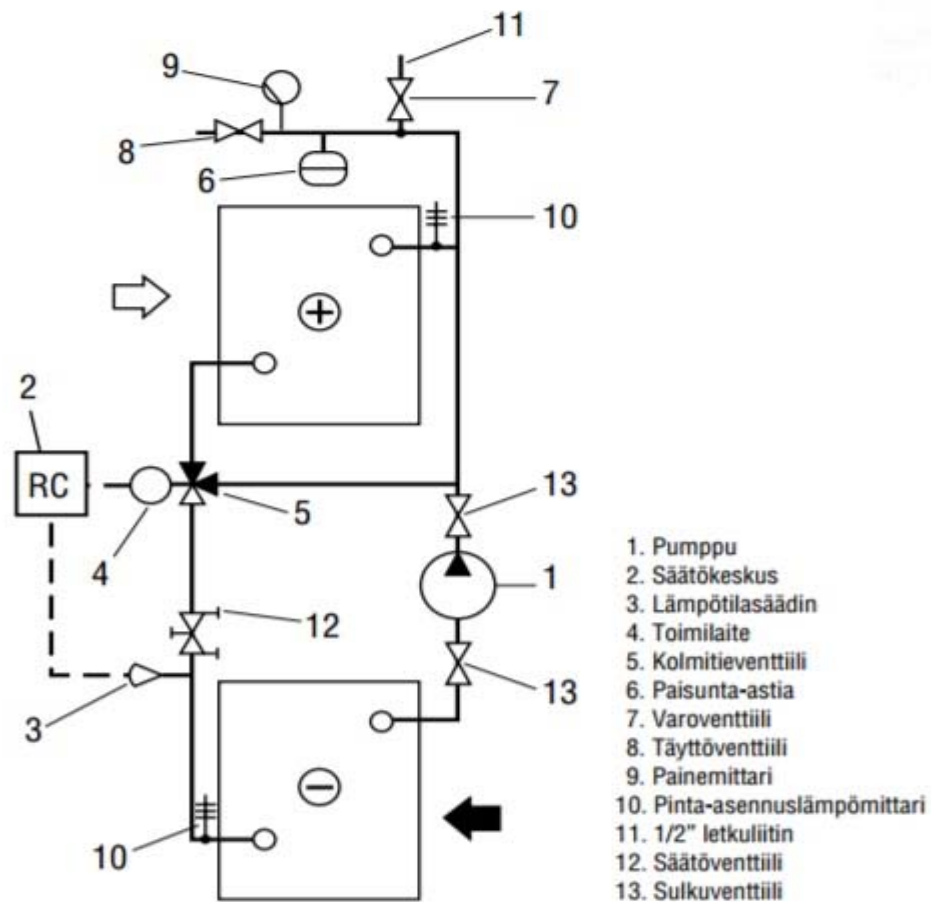 11
9
7
8
6
10
+
2
RC
13
5
4
1
12
13
3
−
10
1. Pumppu
2. Säätökeskus
3. Lämpötilasäädin
4. Toimilaite
5. Kolmitieventtiili
6. Paisunta-astia
7. Varoventtiili
8. Täyttöventtiili
9. Painemittari
10. Pinta-asennuslämpömittari
11. 1/2” letkuliitin
12. Säätöventtiili
13. Sulkuventtiili